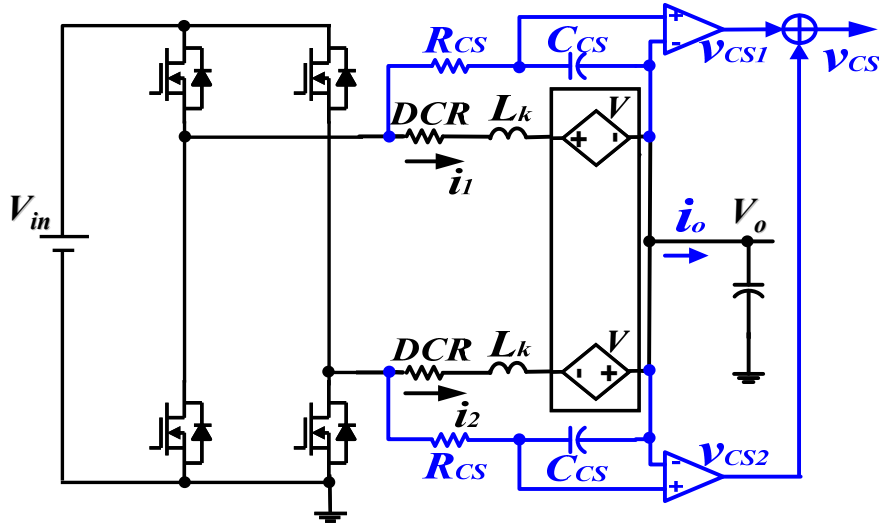 RCS
CCS
+
-
vCS1
vCS
DCR
Lk
V
+
-
i1
Vin
io
Vo
DCR
Lk
V
-
+
i2
RCS
CCS
-
+
vCS2